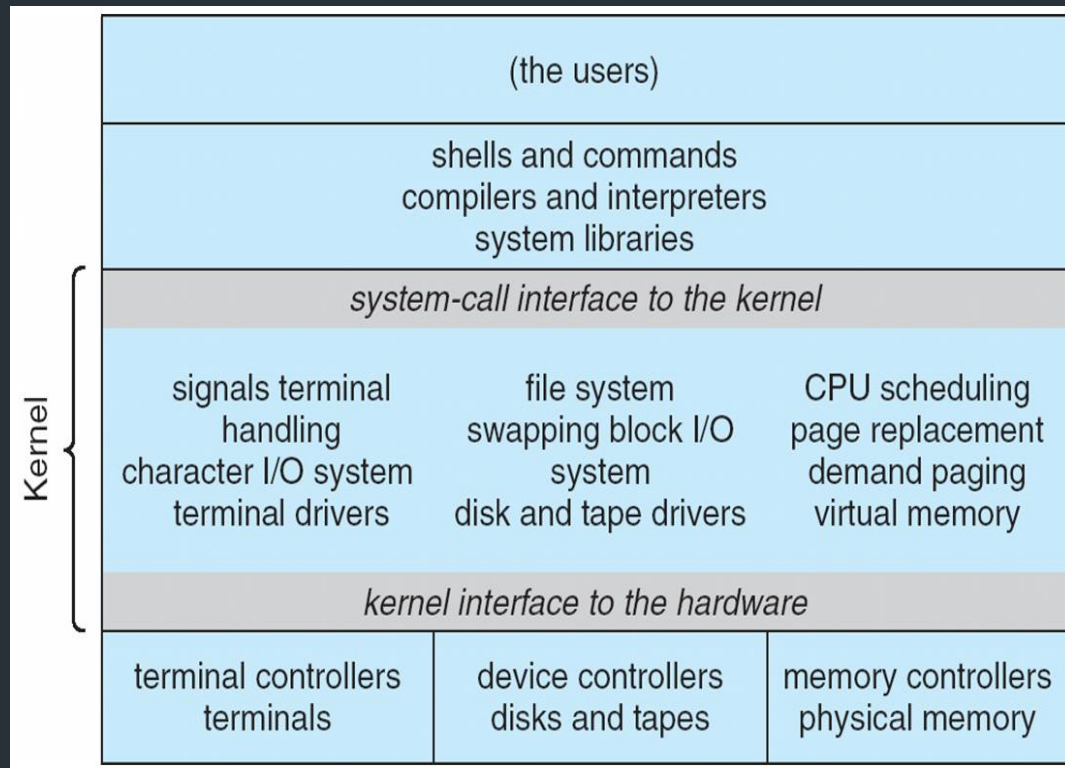 (the users)
shells and commands
compilers and interpreters
system libraries
Kernel
system-call interface to the kernel
signals terminal
handling
character I/O system
terminal drivers
file system
swapping block I/O
system
disk and tape drivers
CPU scheduling
page replacement
demand paging
virtual memory
kernel interface to the hardware
terminal controllers
terminals
device controllers
disks and tapes
memory controllers
physical memory